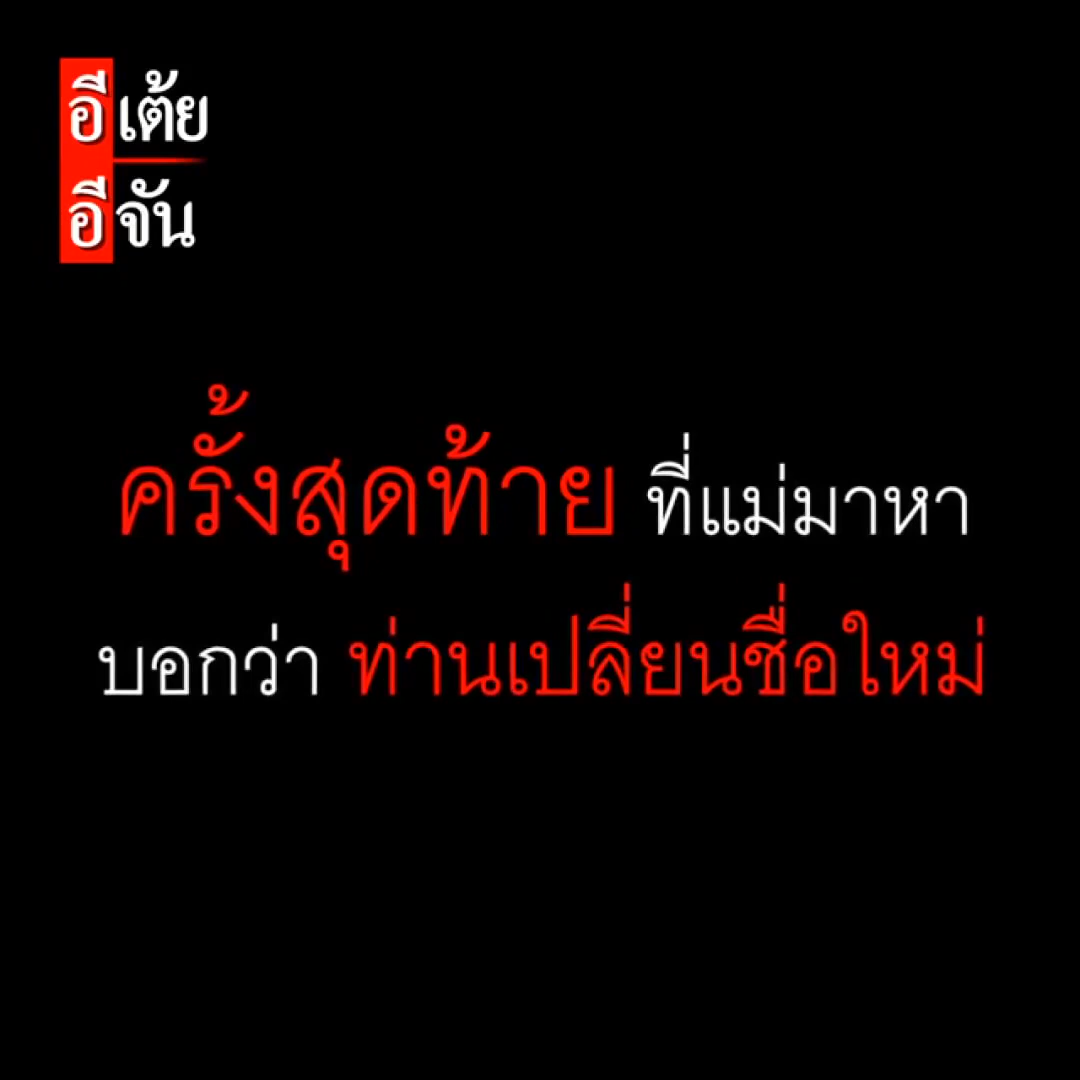 อีเต้ย
อีจัน
ครั้งสุดท้าย ที่แม่มาหา
บอกว่า ท่านเปลี่ยนชื่อใหม่